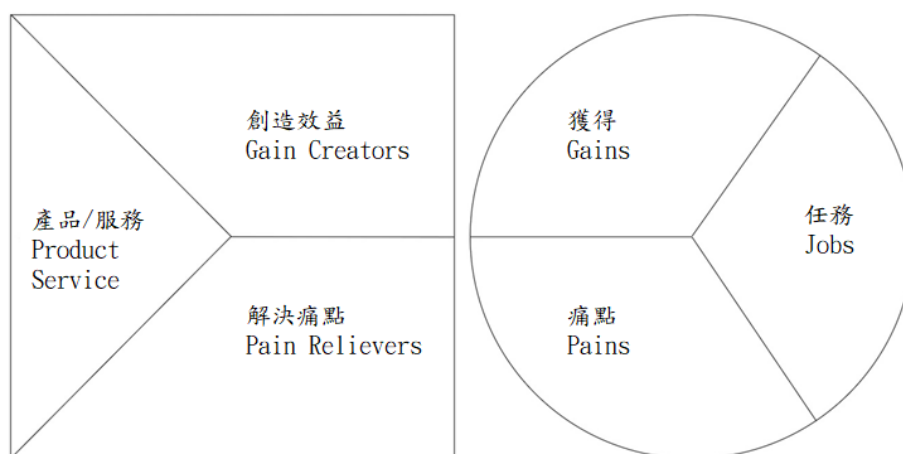 產品/服務
Product
Service
創造效益
Gain Creators
解決痛點
Pain Relievers
獲得
Gains
痛點
Pains
任務
Jobs